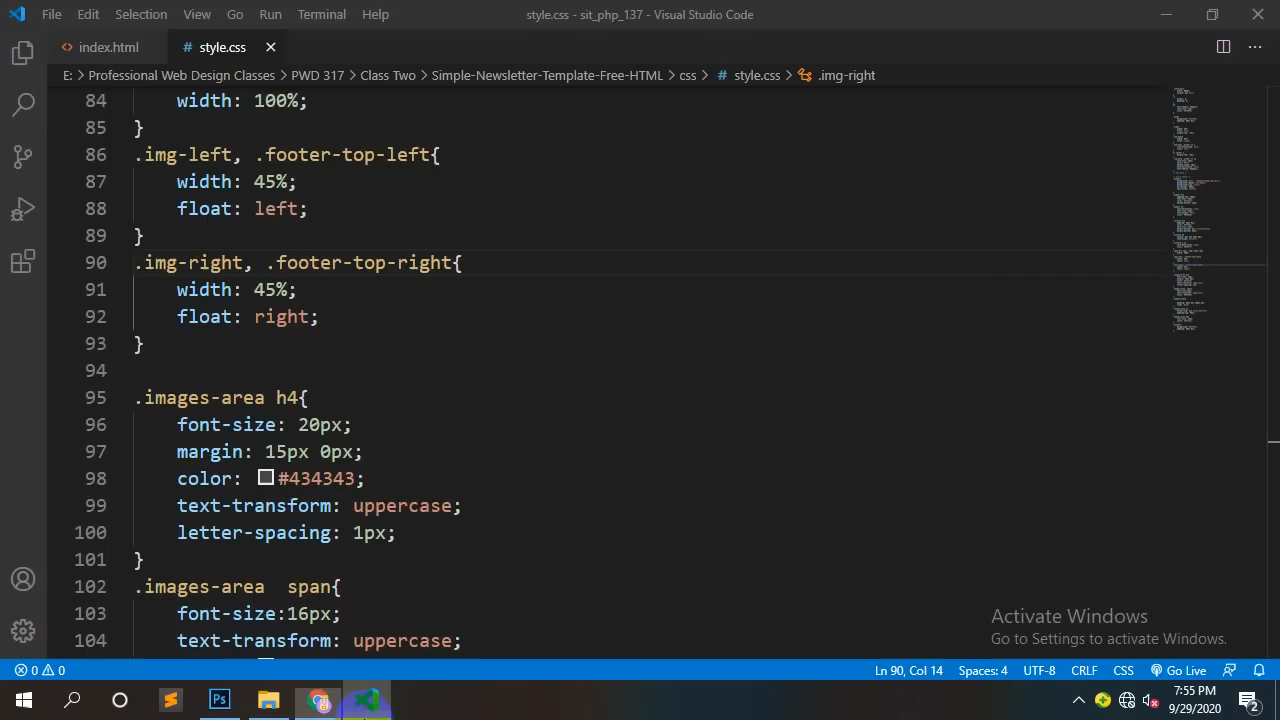 File Edit Selection View Go Run Terminal Help style.css - sit_php_137 - Visual Studio Code
<> index.html # style.css
E: > Professional Web Design Classes > PWD 317 > Class Two > Simple-Newsletter-Template-Free-HTML > css > # style.css > .img-right
84 width: 100%;
85 }
86 .img-left, .footer-top-left{
87 width: 45%;
88 float: left;
89 }
90 .img-right, .footer-top-right{
91 width: 45%;
92 float: right;
93 }
94
95 .images-area h4{
96 font-size: 20px;
97 margin: 15px 0px;
98 color: #434343;
99 text-transform: uppercase;
100 letter-spacing: 1px;
101 }
102 .images-area  span{
103 font-size:16px;
104 text-transform: uppercase;
Activate Windows
Go to Settings to activate Windows.
0 0 Ln 90, Col 14 Spaces: 4 UTF-8 CRLF CSS Go Live
Ps 7:55 PM
9/29/2020 2